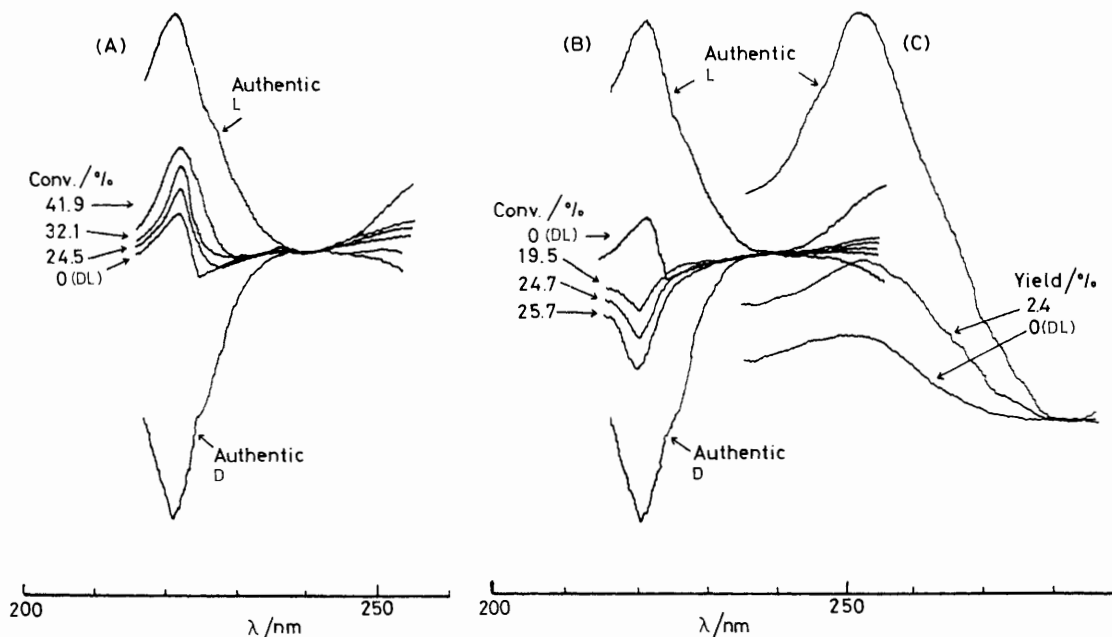 (A)
Authentic
L
Conv./%
41.9
32.1
24.5
0 (DL)
Authentic
D
200
250
λ/nm
(B)
(C)
Authentic
L
Conv./%
0 (DL)
19.5
24.7
25.7
Yield/%
2.4
0 (DL)
Authentic
D
200
250
λ/nm